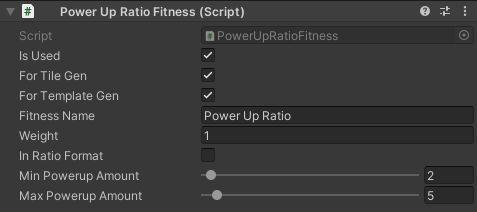 Power Up Ratio Fitness (Script)
Script PowerUpRatioFitness
Is Used
For Tile Gen
For Template Gen
Fitness Name Power Up Ratio
Weight 1
In Ratio Format
Min Powerup Amount 2
Max Powerup Amount 5